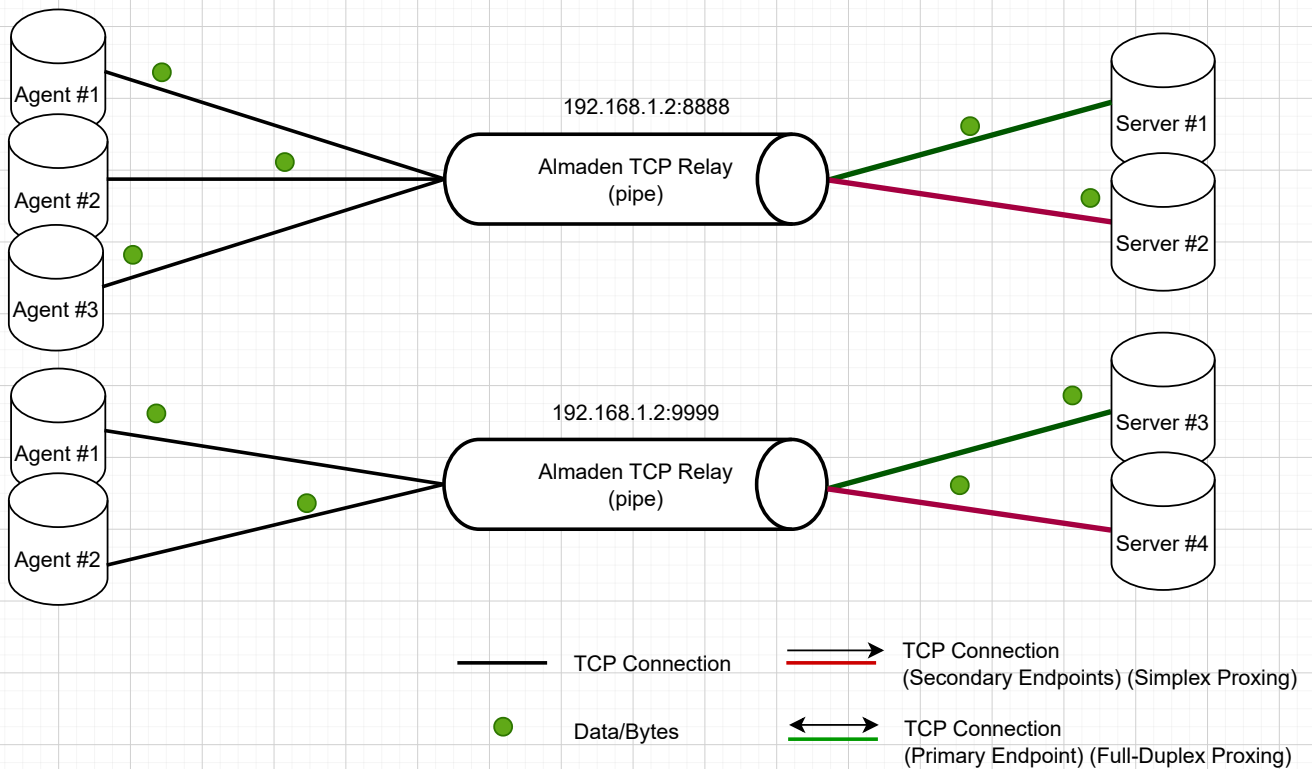 Agent #1
Agent #2
Agent #3
192.168.1.2:8888
Almaden TCP Relay
(pipe)
Server #1
Server #2
Agent #1
Agent #2
192.168.1.2:9999
Almaden TCP Relay
(pipe)
Server #3
Server #4
TCP Connection
Data/Bytes
TCP Connection
(Secondary Endpoints) (Simplex Proxing)
TCP Connection
(Primary Endpoint) (Full-Duplex Proxing)